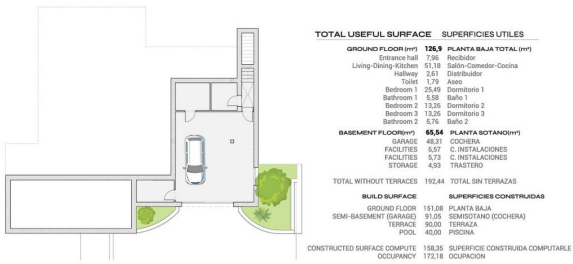 TOTAL USEFUL SURFACE SUPERFICIES UTILES
GROUND FLOOR (m²) 126,9 PLANTA BAJA TOTAL (m²)
Entrance hall 7,96 Recibidor
Living-Dining-Kitchen 51,18 Salón-Comedor-Cocina
Hallway 2,61 Distribuidor
Toilet 1,79 Aseo
Bedroom 1 25,49 Dormitorio 1
Bathroom 1 5,58 Baño 1
Bedroom 2 13,26 Dormitorio 2
Bedroom 3 13,26 Dormitorio 3
Bathroom 2 5,76 Baño 2
BASEMENT FLOOR(m²) 65,54 PLANTA SOTANO(m²)
GARAGE 48,31 COCHERA
FACILITIES 6,57 C. INSTALACIONES
FACILITIES 5,73 C. INSTALACIONES
STORAGE 4,93 TRASTERO
TOTAL WITHOUT TERRACES 192,44 TOTAL SIN TERRAZAS
BUILD SURFACE SUPERFICIES CONSTRUIDAS
GROUND FLOOR 151,08 PLANTA BAJA
SEMI-BASEMENT (GARAGE) 91,05 SEMISOTANO (COCHERA)
TERRACE 90,00 TERRAZA
POOL 40,00 PISCINA
CONSTRUCTED SURFACE COMPUTE 158,35 SUPERFICIE CONSTRUIDA COMPUTABLE
OCCUPANCY 172,18 OCUPACION